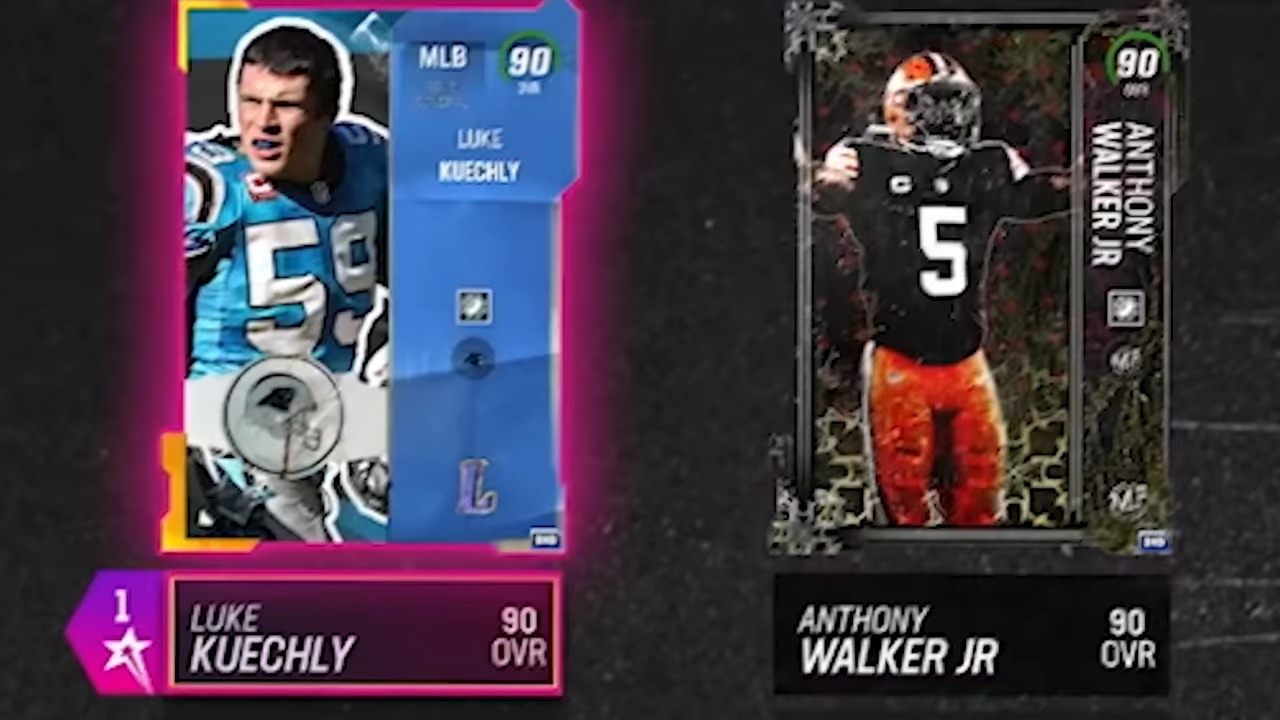 MLB
90
LUKE
KUECHLY
59
L
1
LUKE
KUECHLY
90
OVR
90
OVR
ANTHONY
WALKER JR
C
5
ANTHONY
WALKER JR
90
OVR